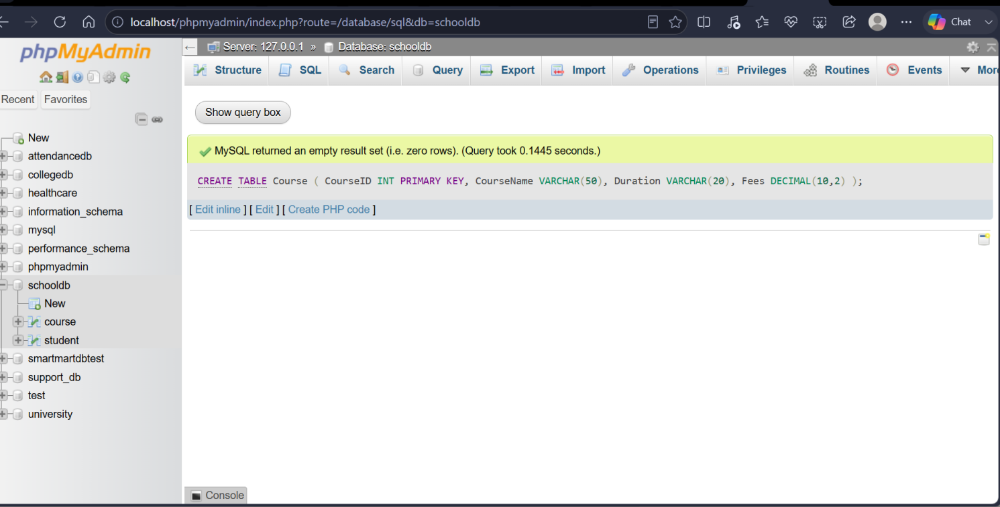 localhost/phpmyadmin/index.php?route=/database/sql&db=schooldb
Chat
phpMyAdmin
Server: 127.0.0.1 » Database: schooldb
Structure SQL Search Query Export Import Operations Privileges Routines Events Mor
Recent Favorites
Show query box
New
attendancedb
collegedb
healthcare
information_schema
mysql
performance_schema
phpmyadmin
schooldb
New
course
student
smartmartdbtest
support_db
test
university
MySQL returned an empty result set (i.e. zero rows). (Query took 0.1445 seconds.)
CREATE TABLE Course ( CourseID INT PRIMARY KEY, CourseName VARCHAR(50), Duration VARCHAR(20), Fees DECIMAL(10,2) );
[ Edit inline ] [ Edit ] [ Create PHP code ]
Console